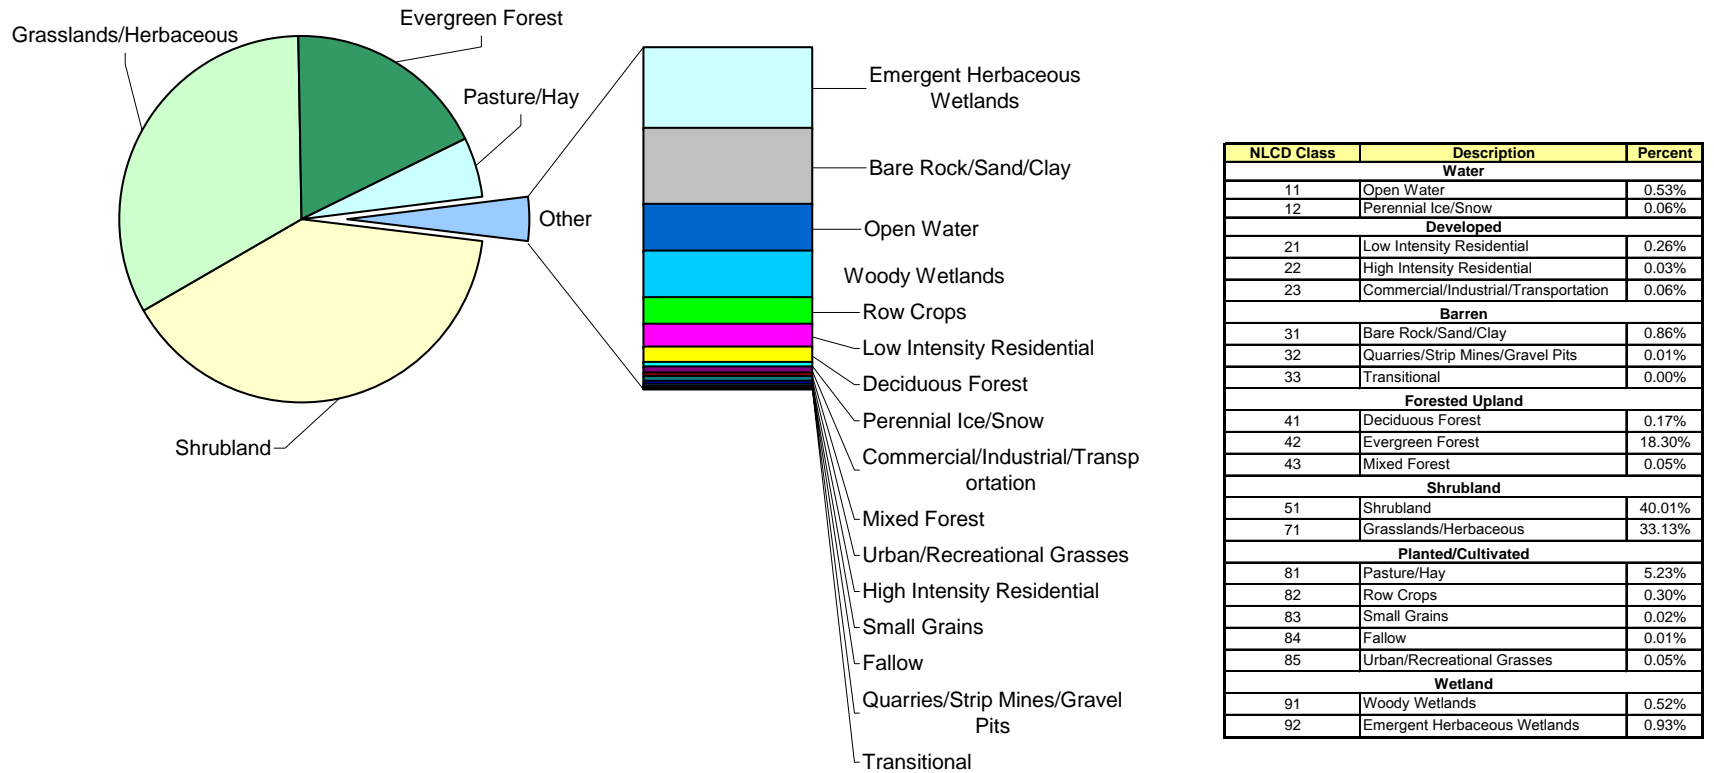 Evergreen Forest
Grasslands/Herbaceous
Pasture/Hay
Other
Shrubland
Emergent Herbaceous
Wetlands
Bare Rock/Sand/Clay
Open Water
Woody Wetlands
Row Crops
Low Intensity Residential
Deciduous Forest
Perennial Ice/Snow
Commercial/Industrial/Transp
ortation
Mixed Forest
Urban/Recreational Grasses
High Intensity Residential
Small Grains
Fallow
Quarries/Strip Mines/Gravel
Pits
Transitional
NLCD Class Description Percent
Water
11 Open Water 0.53%
12 Perennial Ice/Snow 0.06%
Developed
21 Low Intensity Residential 0.26%
22 High Intensity Residential 0.03%
23 Commercial/Industrial/Transportation 0.06%
Barren
31 Bare Rock/Sand/Clay 0.86%
32 Quarries/Strip Mines/Gravel Pits 0.01%
33 Transitional 0.00%
Forested Upland
41 Deciduous Forest 0.17%
42 Evergreen Forest 18.30%
43 Mixed Forest 0.05%
Shrubland
51 Shrubland 40.01%
71 Grasslands/Herbaceous 33.13%
Planted/Cultivated
81 Pasture/Hay 5.23%
82 Row Crops 0.30%
83 Small Grains 0.02%
84 Fallow 0.01%
85 Urban/Recreational Grasses 0.05%
Wetland
91 Woody Wetlands 0.52%
92 Emergent Herbaceous Wetlands 0.93%